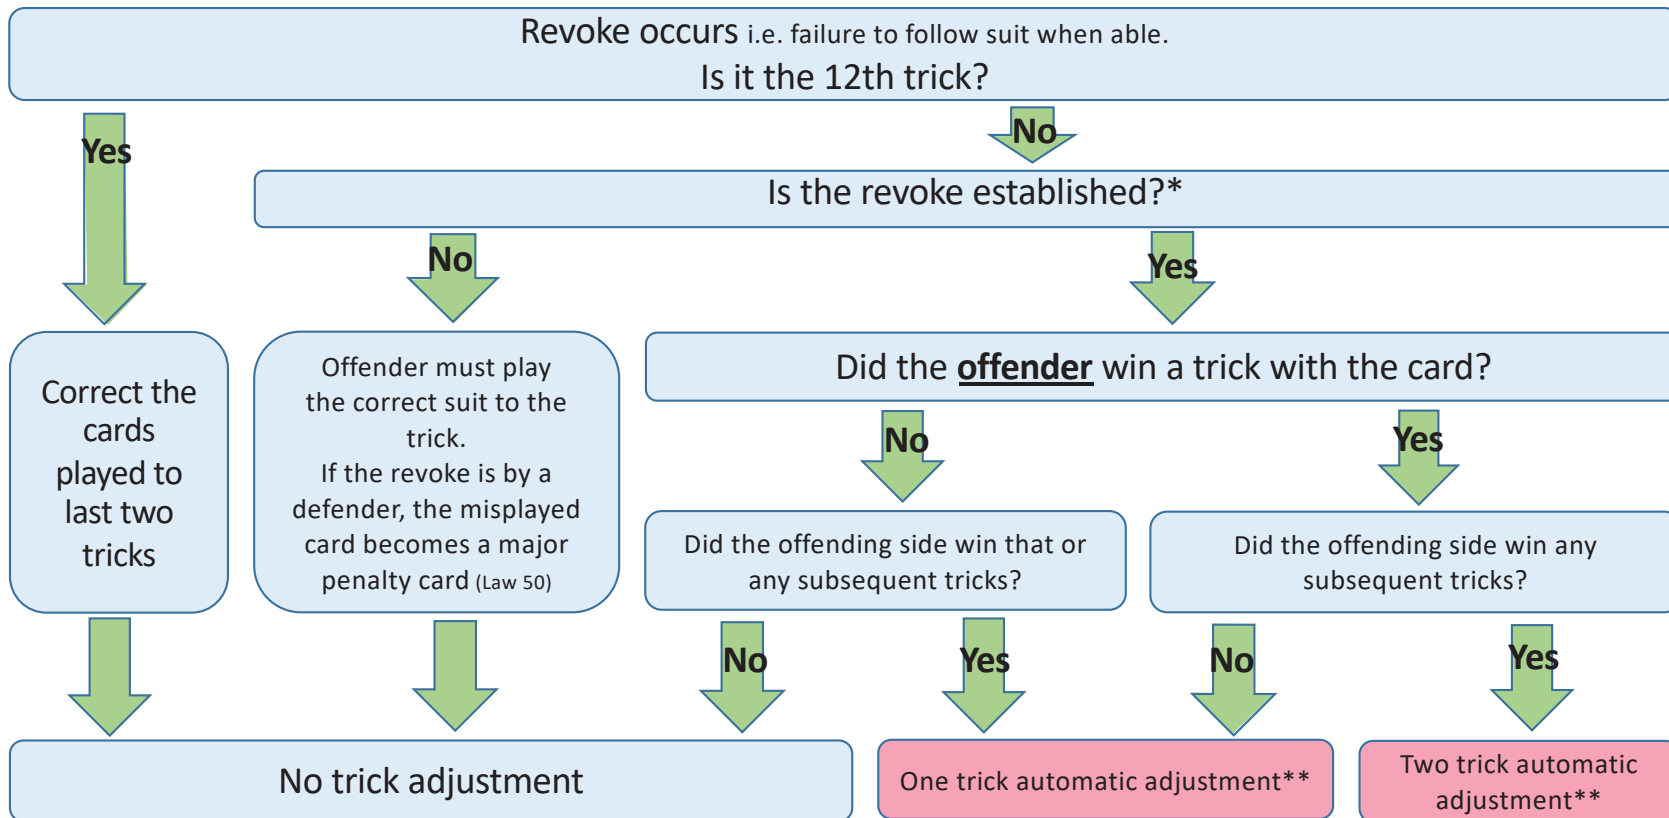 Revoke occurs i.e. failure to follow suit when able.
Is it the 12th trick?
Yes
No
Is the revoke established?*
No
Yes
Correct the
cards
played to
last two
tricks
Offender must play
the correct suit to the
trick.
If the revoke is by a
defender, the misplayed
card becomes a major
penalty card (Law 50)
Did the offender win a trick with the card?
No
Yes
Did the offending side win that or
any subsequent tricks?
Did the offending side win any
subsequent tricks?
No
Yes
No
Yes
No trick adjustment
One trick automatic adjustment**
Two trick automatic
adjustment**